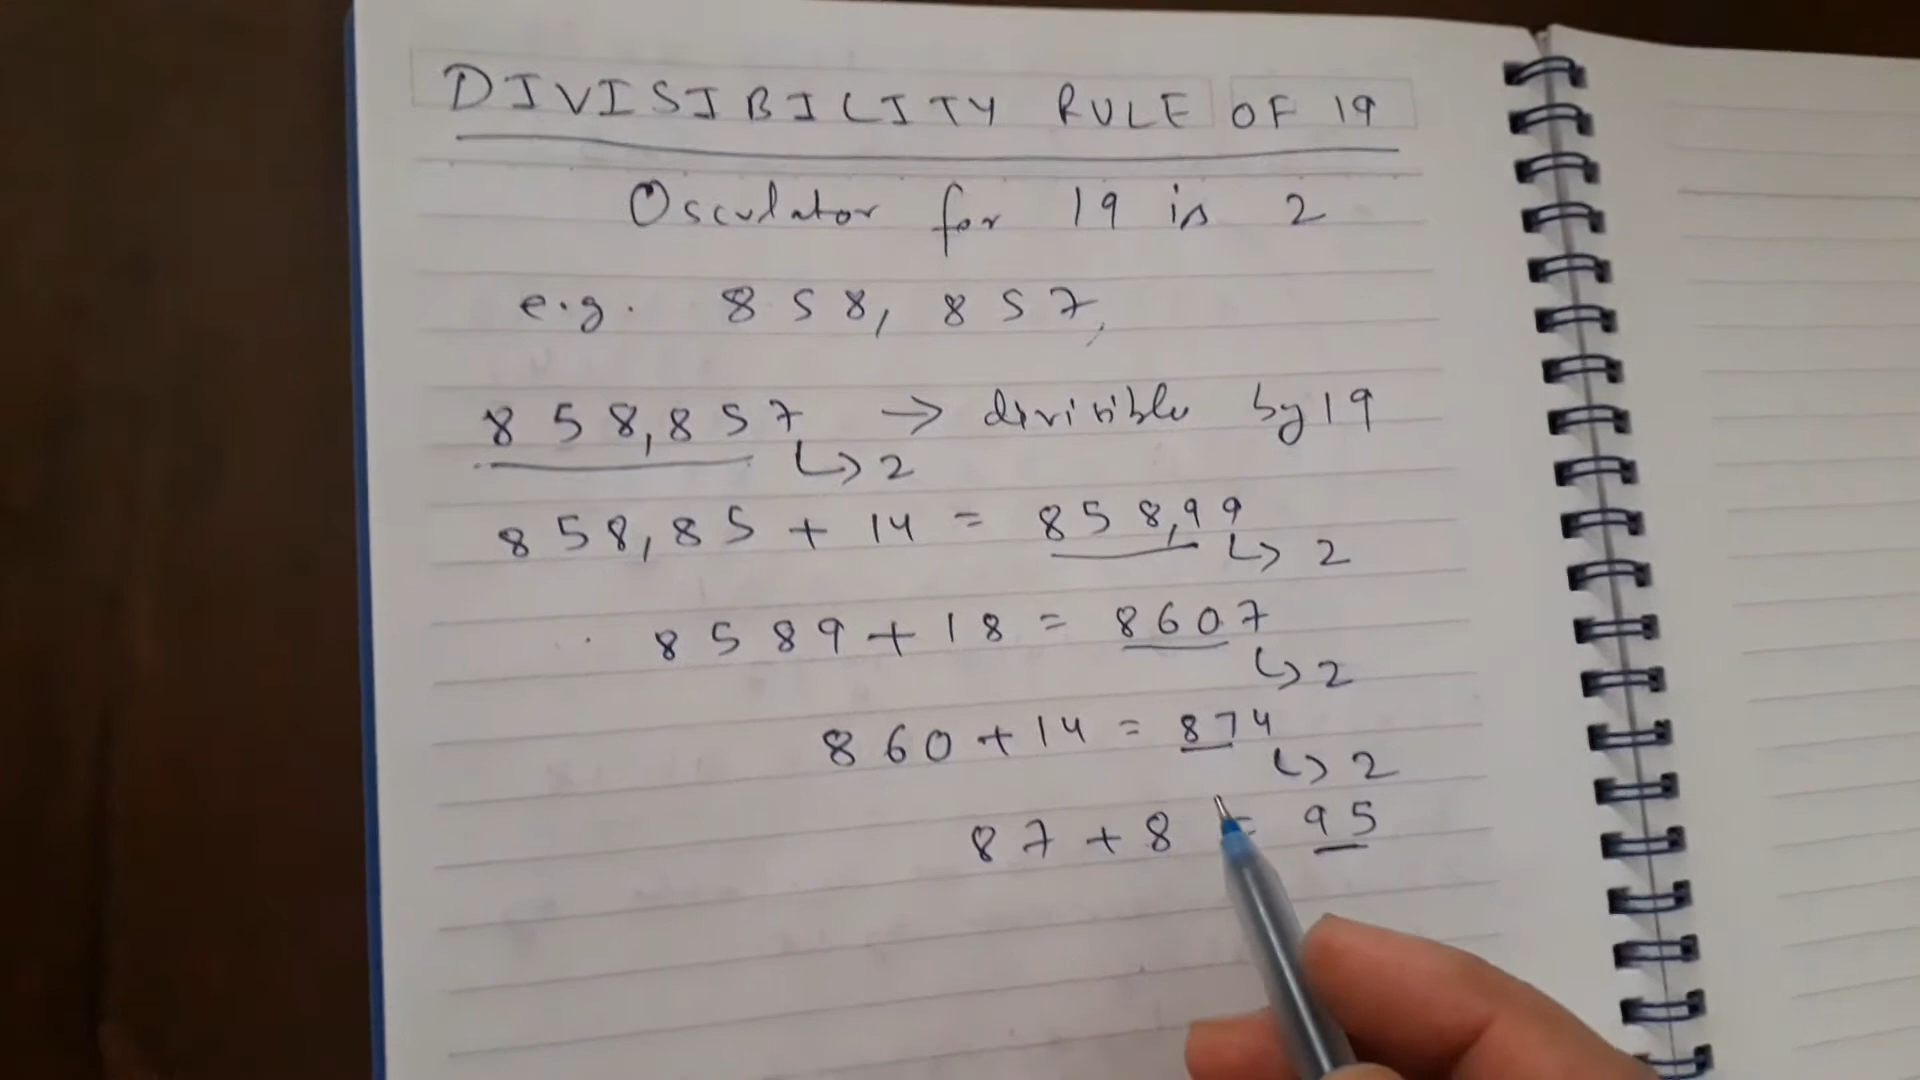 DIVISIBILITY RULE OF 19
Osculator for 19 is 2
e.g. 858, 857,
858,857 → divisible by 19
↳ 2
858,85 + 14 = 858,99
↳ 2
8589 + 18 = 8607
↳ 2
860 + 14 = 874
↳ 2
87 + 8 = 95